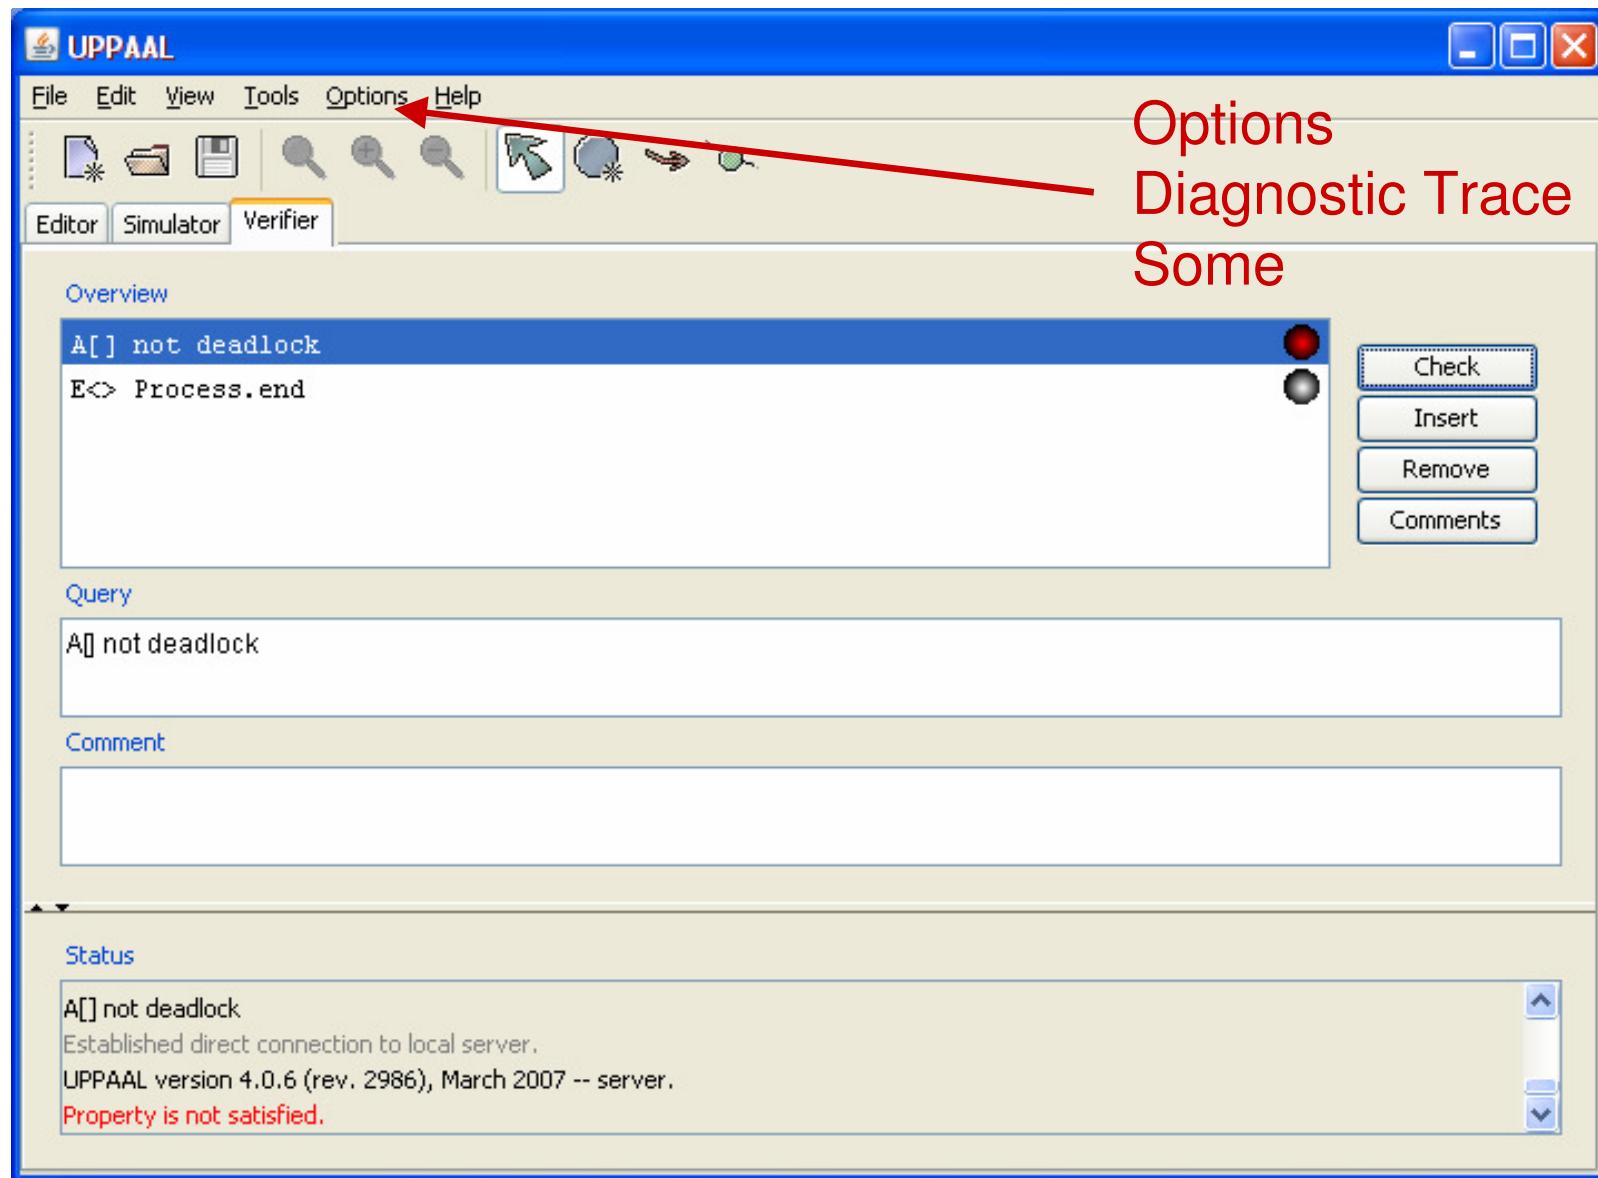 UPPAAL
File Edit View Tools Options Help
Options
Diagnostic Trace
Some
Editor Simulator Verifier
Overview
A[] not deadlock
E<> Process.end
Check
Insert
Remove
Comments
Query
A[] not deadlock
Comment
Status
A[] not deadlock
Established direct connection to local server.
UPPAAL version 4.0.6 (rev. 2986), March 2007 -- server.
Property is not satisfied.